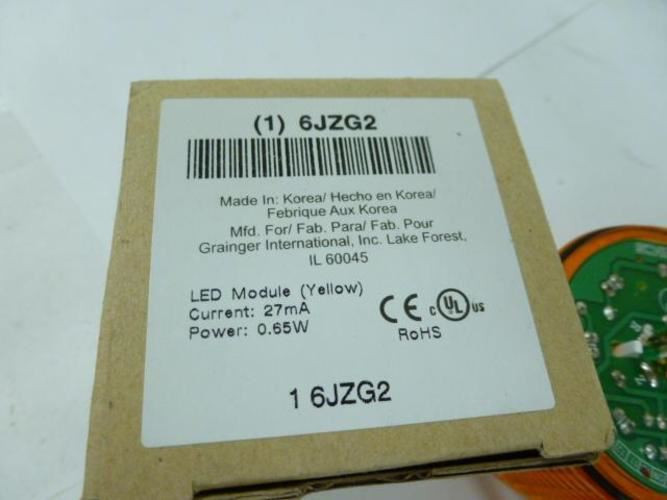 (1) 6JZG2
Made In: Korea/ Hecho en Korea/
Febrique Aux Korea
Mfd. For/ Fab. Para/ Fab. Pour
Grainger International, Inc. Lake Forest,
IL 60045
LED Module (Yellow)
Current: 27mA
Power: 0.65W
CE c UL us
RoHS
1 6JZG2